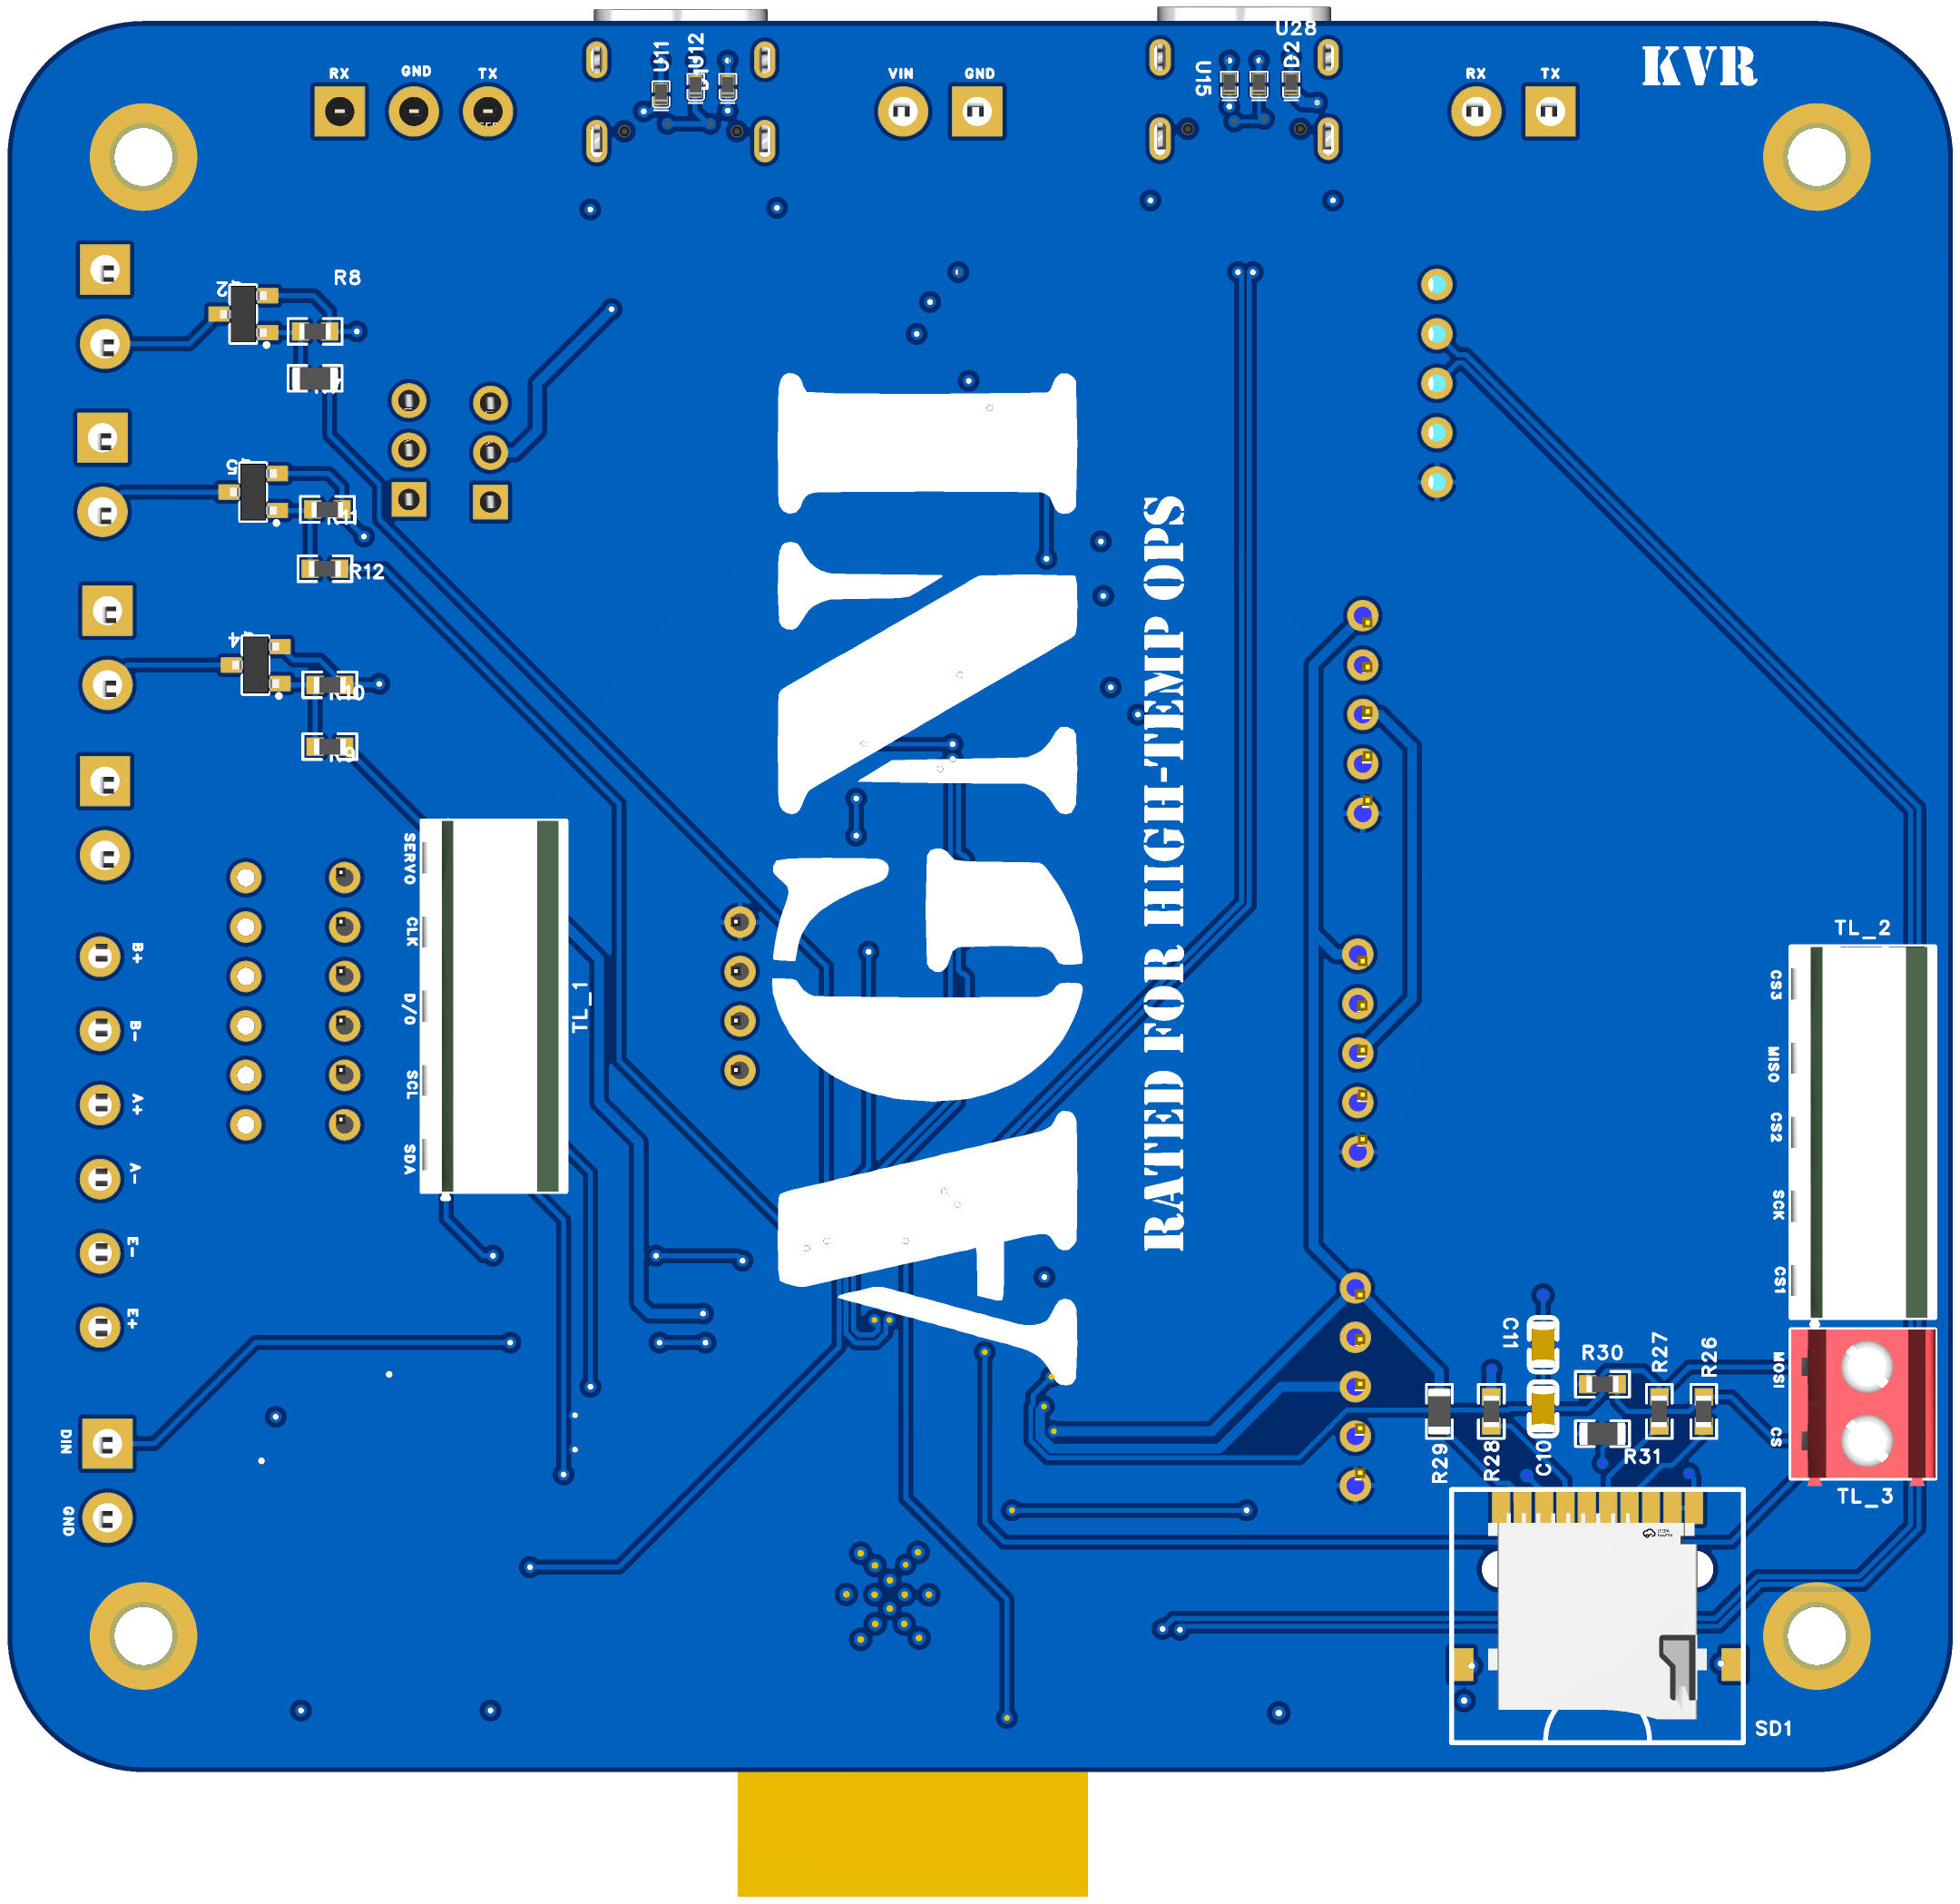 KVR
U28
U11
U12
U15
D2
RX
GND
TX
VIN
GND
RX
TX
R8
R11
R12
R10
R9
AGNI
RATED FOR HIGH-TEMP OPS
SERVO
CLK
D/O
SCL
SDA
TL_1
B+
B-
A+
A-
E-
E+
DIN
GND
TL_2
CS3
MISO
CS2
SCK
CS1
MOSI
CS
TL_3
C11
R30
R27
R26
R29
R28
C10
R31
SD1